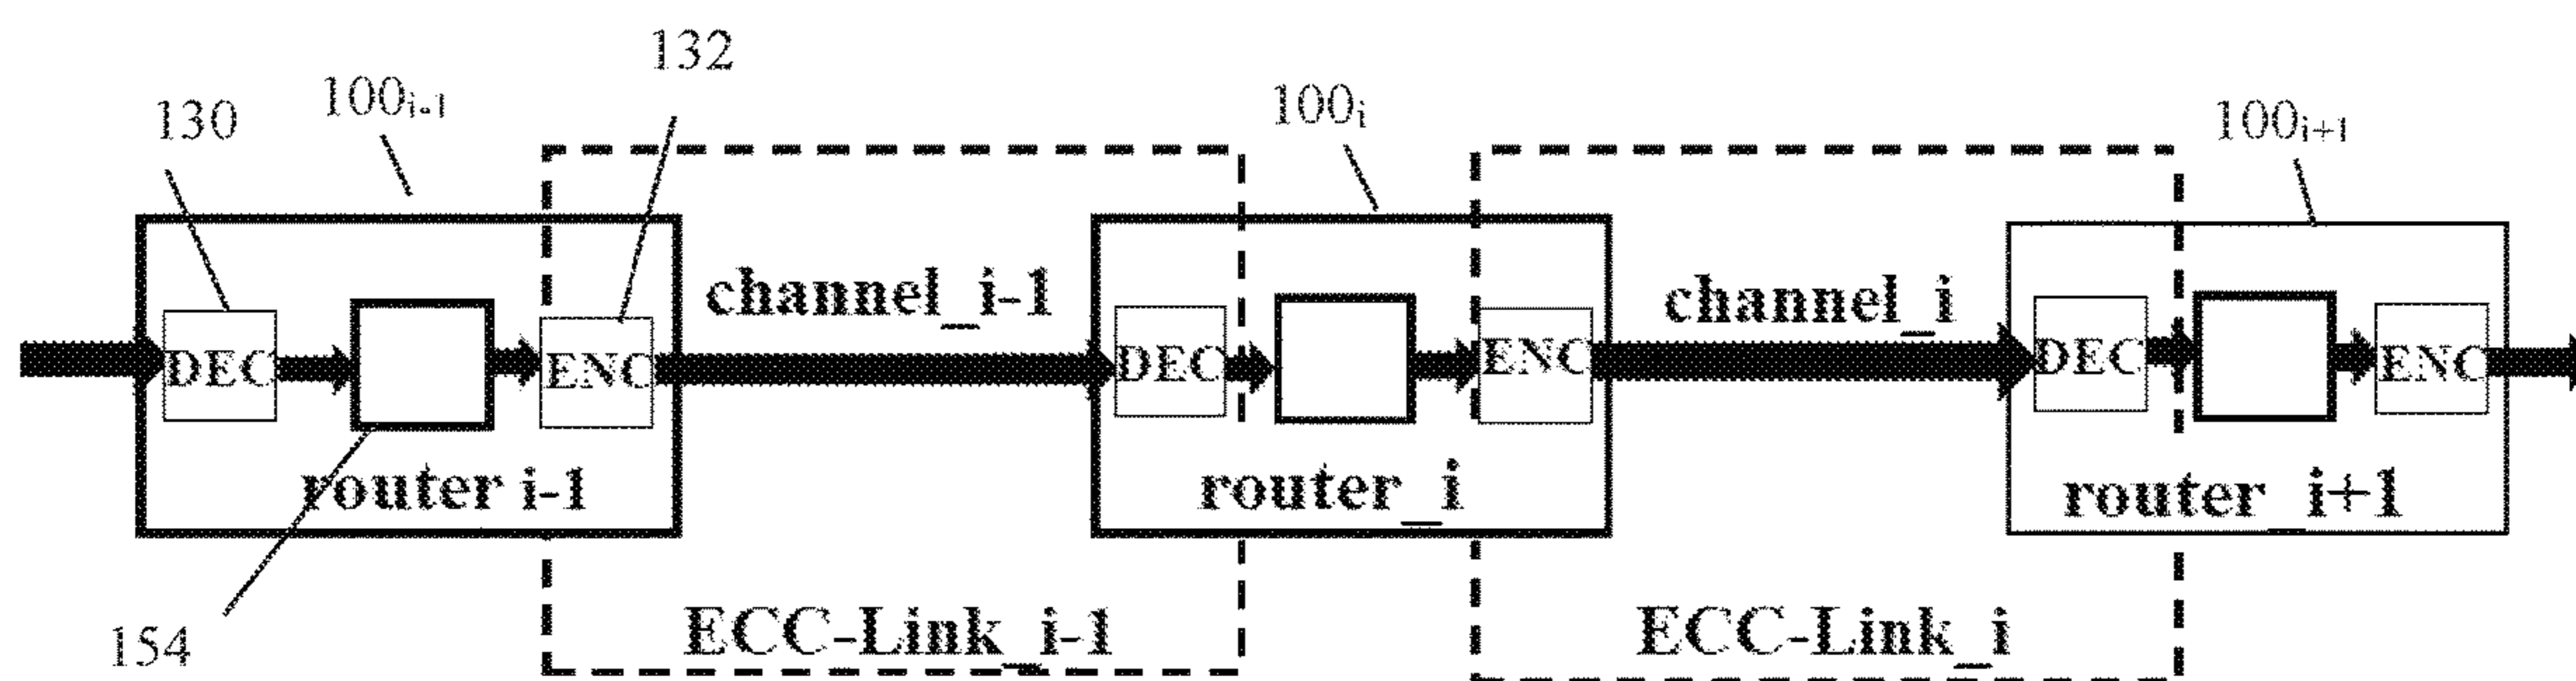 132
130
100i-1
100i
100i+1
channel_i-1
channel_i
DEC
ENC
DEC
ENC
DEC
ENC
router i-1
router_i
router_i+1
154
ECC-Link_i-1
ECC-Link_i